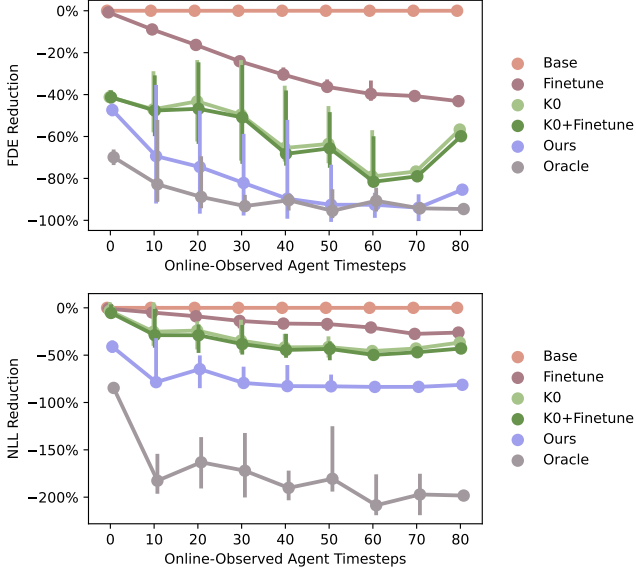 0%
−20%
−40%
−60%
−80%
−100%
FDE Reduction
0 10 20 30 40 50 60 70 80
Online-Observed Agent Timesteps
Base
Finetune
K0
K0+Finetune
Ours
Oracle
0%
−50%
−100%
−150%
−200%
NLL Reduction
0 10 20 30 40 50 60 70 80
Online-Observed Agent Timesteps
Base
Finetune
K0
K0+Finetune
Ours
Oracle